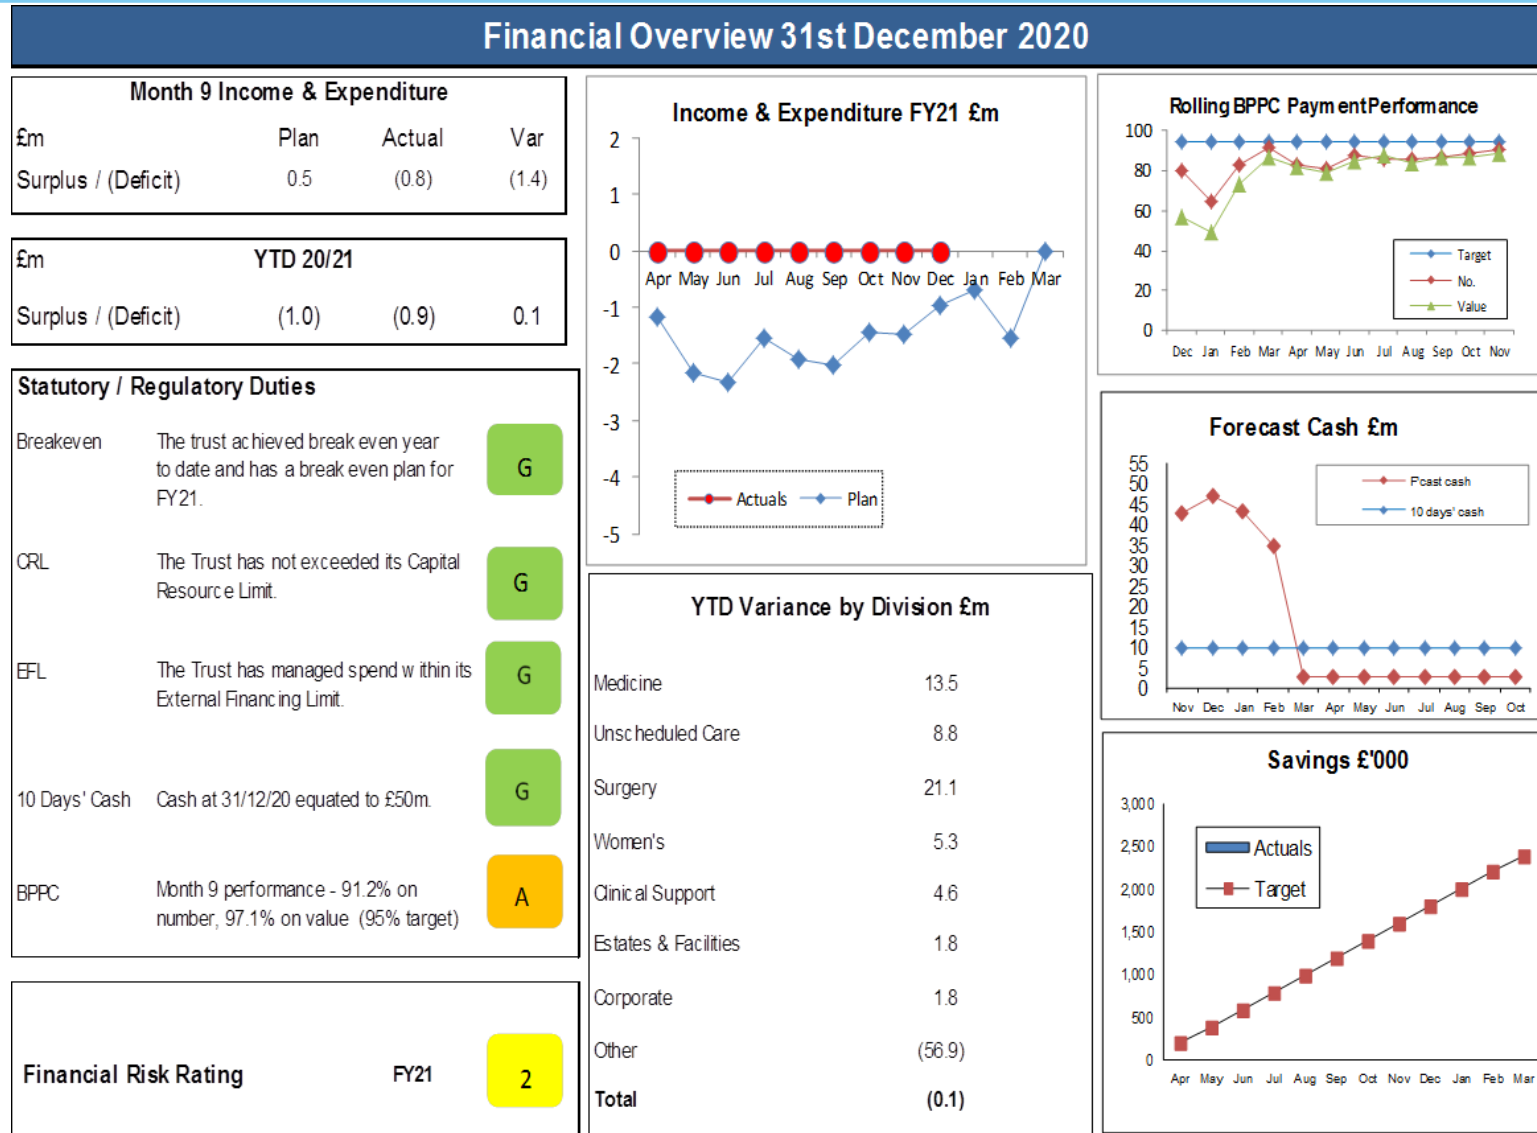 Financial Overview 31st December 2020
Month 9 Income & Expenditure
£m Plan Actual Var
Surplus / (Deficit) 0.5 (0.8) (1.4)
£m YTD 20/21
Surplus / (Deficit) (1.0) (0.9) 0.1
Statutory / Regulatory Duties
Breakeven The trust achieved break even year
to date and has a break even plan for
FY21.
G
CRL The Trust has not exceeded its Capital
Resource Limit.
G
EFL The Trust has managed spend within its
External Financing Limit.
G
10 Days' Cash Cash at 31/12/20 equated to £50m.
G
BPPC Month 9 performance - 91.2% on
number, 97.1% on value (95% target)
A
Financial Risk Rating FY21 2
Income & Expenditure FY21 £m
2
1
0
Apr May Jun Jul Aug Sep Oct Nov Dec Jan Feb Mar
-1
-2
-3
-4
-5
Actuals Plan
YTD Variance by Division £m
Medicine 13.5
Unscheduled Care 8.8
Surgery 21.1
Women's 5.3
Clinical Support 4.6
Estates & Facilities 1.8
Corporate 1.8
Other (56.9)
Total (0.1)
Rolling BPPC Payment Performance
100
80
60
40
20
0
Target
No.
Value
Dec Jan Feb Mar Apr May Jun Jul Aug Sep Oct Nov
Forecast Cash £m
55
50
45
40
35
30
25
20
15
10
5
0
F'cast cash
10 days' cash
Nov Dec Jan Feb Mar Apr May Jun Jul Aug Sep Oct
Savings £'000
3,000
2,500
2,000
1,500
1,000
500
0
Actuals
Target
Apr May Jun Jul Aug Sep Oct Nov Dec Jan Feb Mar